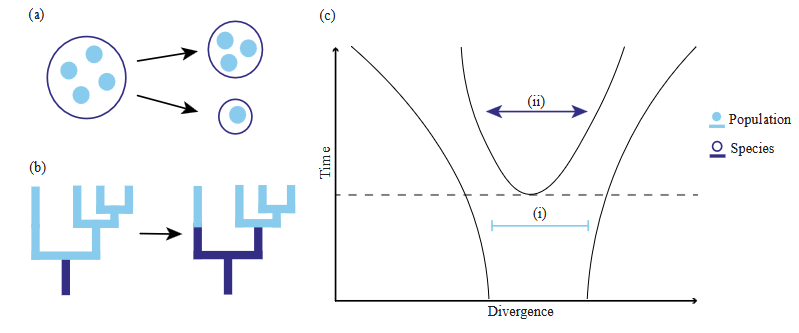 (a)
(b)
(c)
Time
(ii)
(i)
Divergence
Population
Species